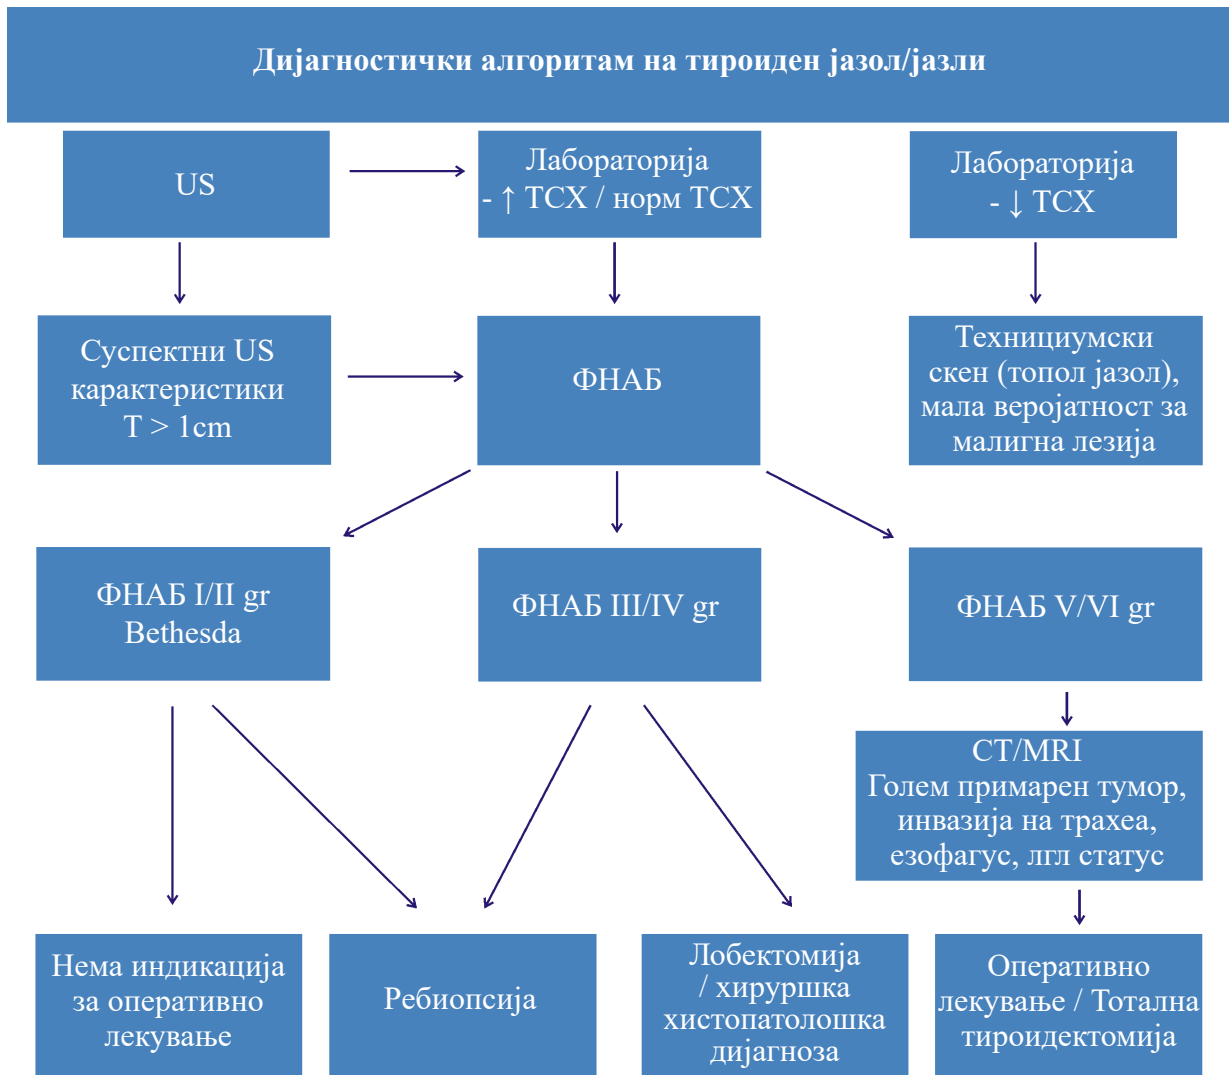 Дијагностички алгоритам на тироиден јазол/јазли
US
Лабораторија
- ↑ ТСХ / норм ТСХ
Лабораторија
- ↓ ТСХ
Суспектни US
карактеристики
T > 1cm
ФНАБ
Технициумски
скен (топол јазол),
мала веројатност за
малигна лезија
ФНАБ I/II gr
Bethesda
ФНАБ III/IV gr
ФНАБ V/VI gr
CT/MRI
Голем примарен тумор,
инвазија на трахеа,
езофагус, лгл статус
Нема индикација
за оперативно
лекување
Ребиопсија
Лобектомија
/ хируршка
хистопатолошка
дијагноза
Оперативно
лекување / Тотална
тироидектомија